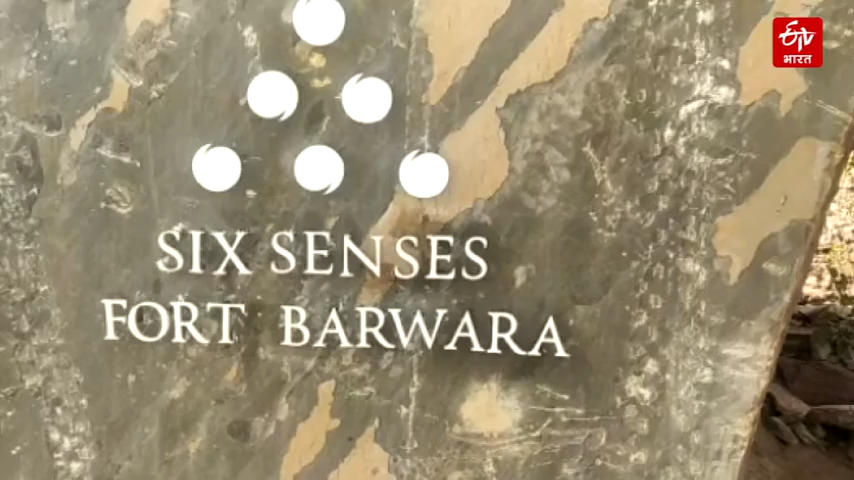 ETV
भारत
SIX SENSES
FORT BARWARA